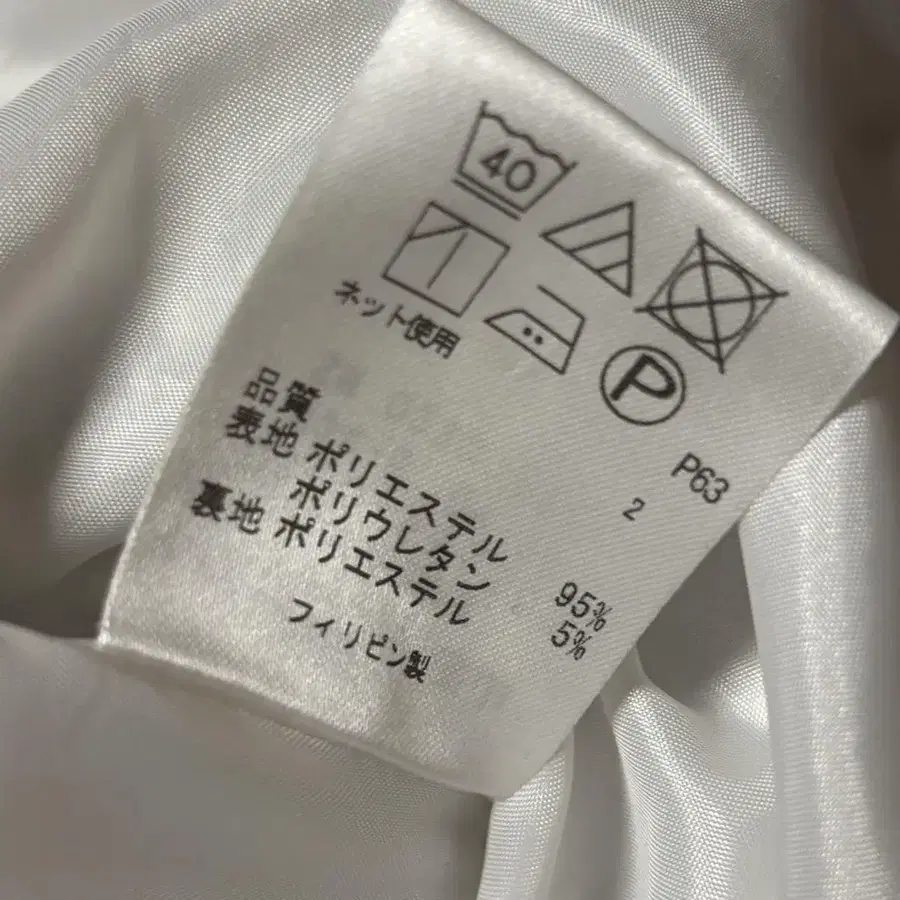 40
ネット使用
P
P63
2
品質
表地 ポリエステル 95%
ポリウレタン 5%
裏地 ポリエステル
フィリピン製